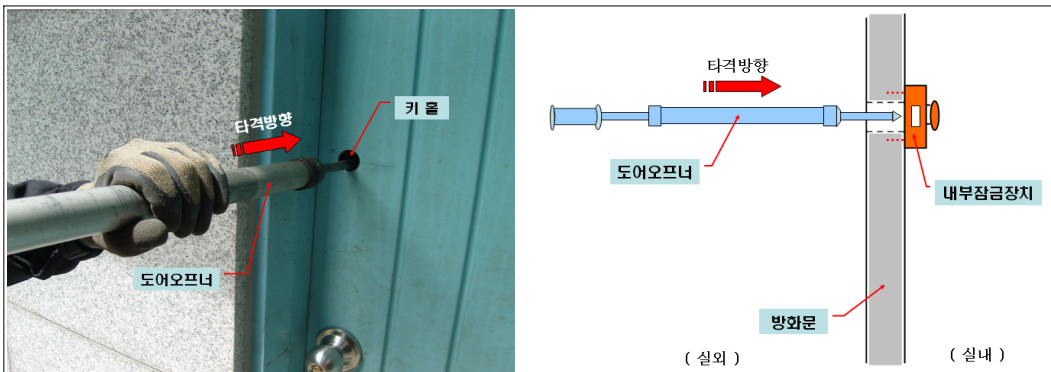 키 홀
타격방향
도어오프너
타격방향
도어오프너
내부잠금장치
방화문
( 실외 )
( 실내 )